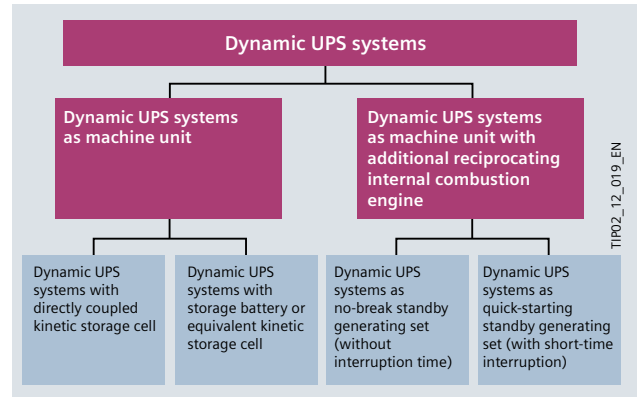 Dynamic UPS systems
Dynamic UPS systems
as machine unit
Dynamic UPS systems
as machine unit with
additional reciprocating
internal combustion
engine
Dynamic UPS
systems with
directly coupled
kinetic storage cell
Dynamic UPS
systems with
storage battery or
equivalent kinetic
storage cell
Dynamic UPS
systems as
no-break standby
generating set
(without
interruption time)
Dynamic UPS
systems as
quick-starting
standby generating
set (with short-time
interruption)
TIP02_12_019_EN